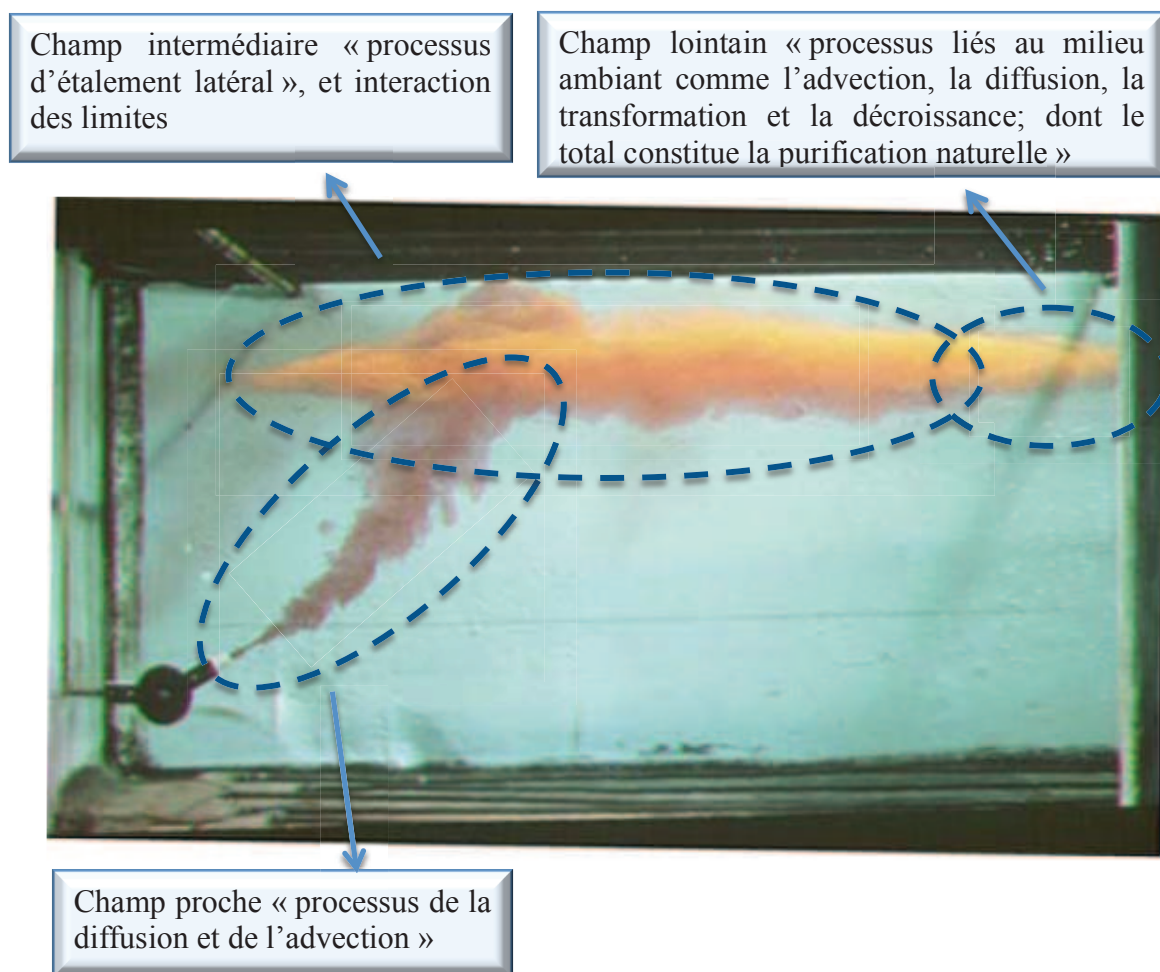 Champ intermédiaire « processus
d’étalement latéral », et interaction
des limites
Champ lointain « processus liés au milieu
ambiant comme l’advection, la diffusion, la
transformation et la décroissance; dont le
total constitue la purification naturelle »
Champ proche « processus de la
diffusion et de l’advection »